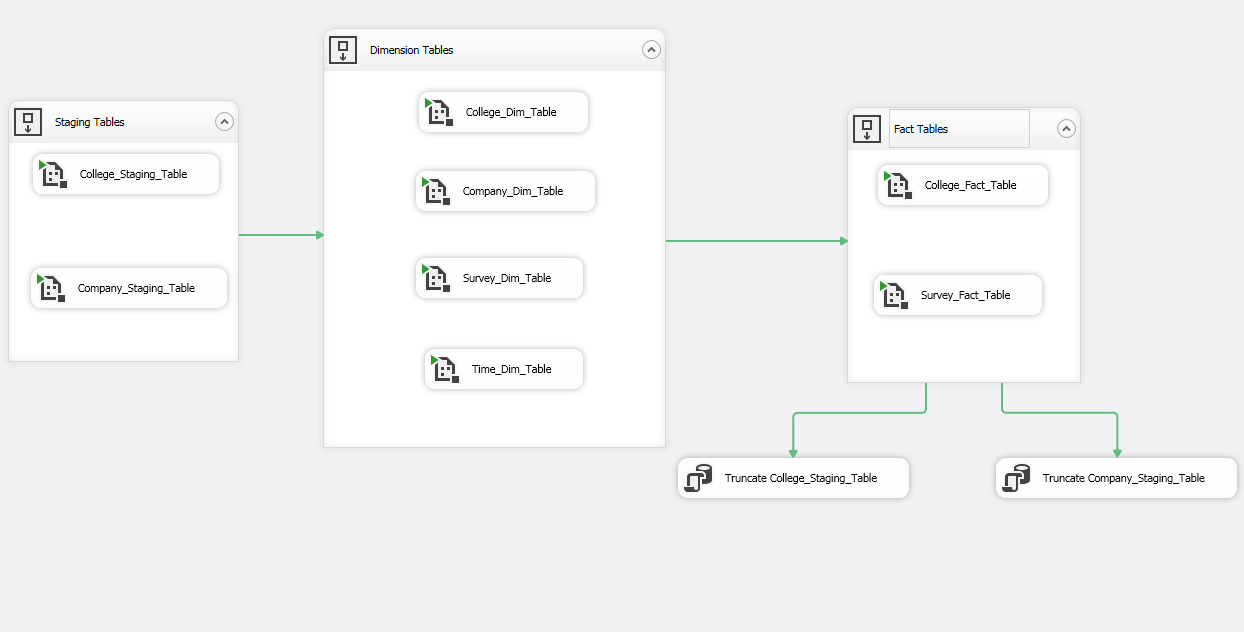 Staging Tables
College_Staging_Table
Company_Staging_Table
Dimension Tables
College_Dim_Table
Company_Dim_Table
Survey_Dim_Table
Time_Dim_Table
Fact Tables
College_Fact_Table
Survey_Fact_Table
Truncate College_Staging_Table
Truncate Company_Staging_Table